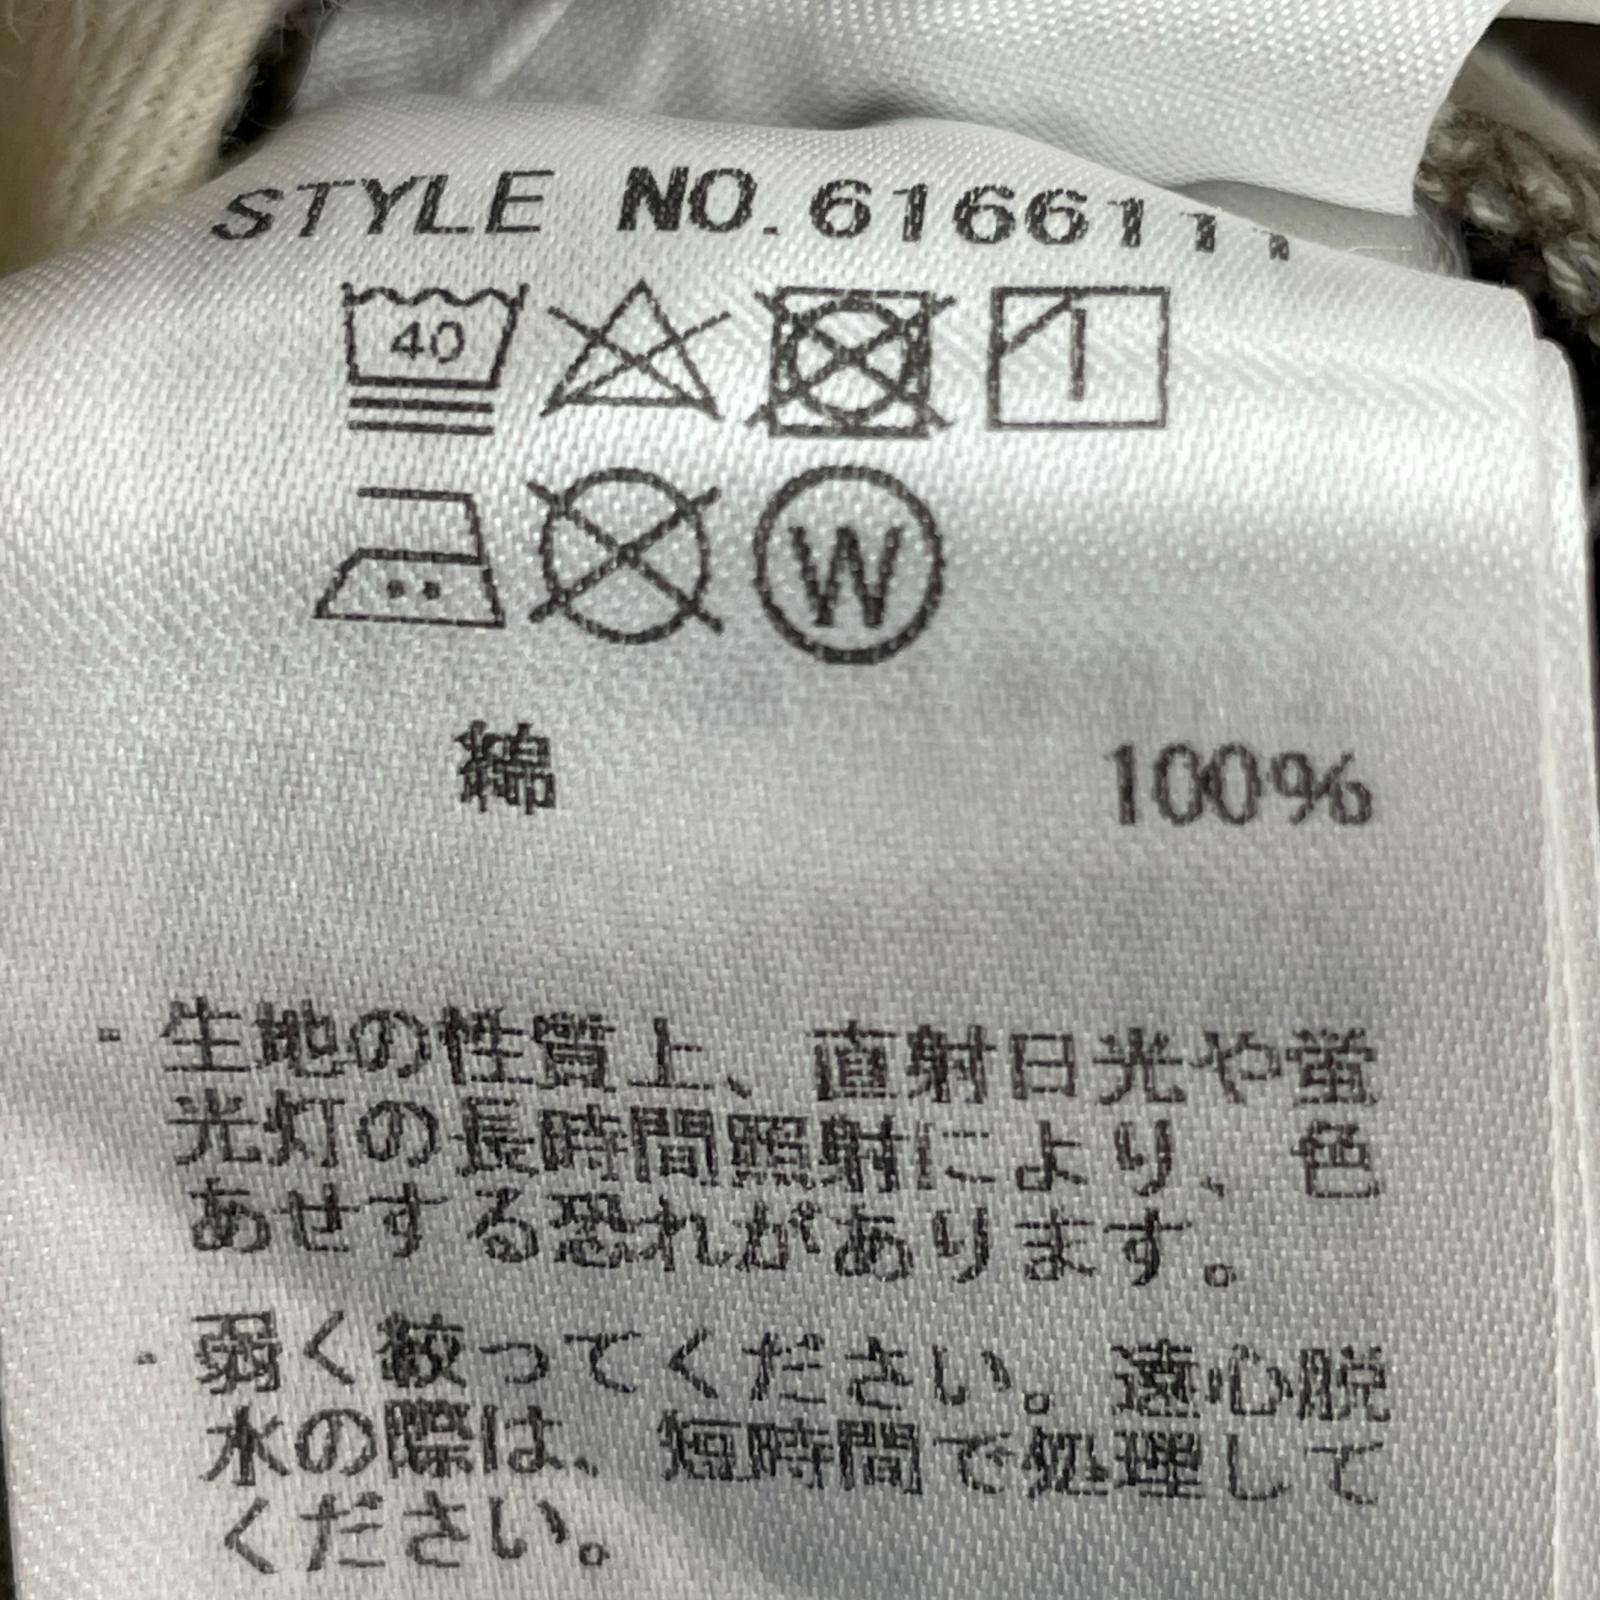 STYLE NO. 6166111
40
W
綿 100%
・生地の性質上、直射日光や蛍
光灯の長時間照射により、色
あせする恐れがあります。
・弱く絞ってください。遠心脱
水の際は、短時間で処理して
ください。